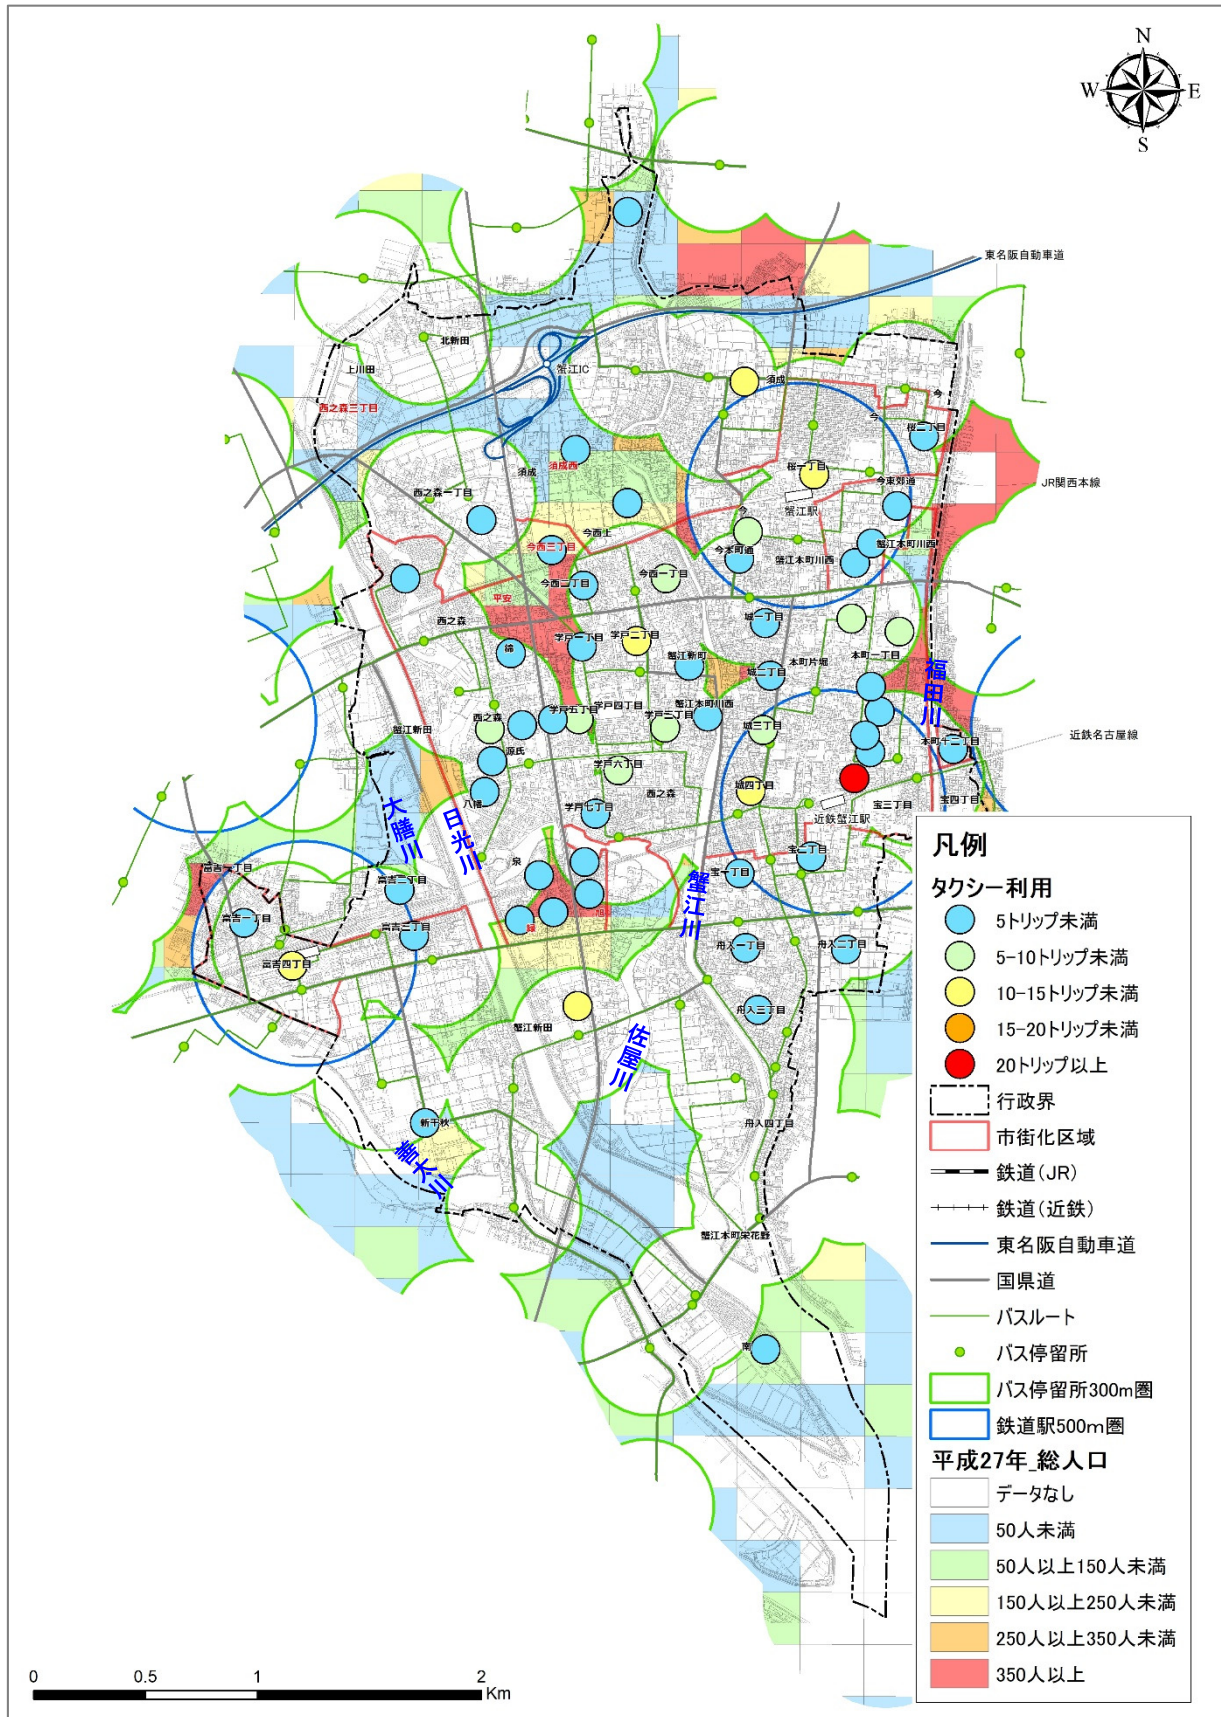 N
W E
S
東名阪自動車道
北新田
上川田
蟹江IC
須成
西之森三丁目
今
今
桜二丁目
須成西
須成
桜一丁目
今東郊通
JR関西本線
西之森一丁目
蟹江駅
今
今西上
今本町通
蟹江本町川西
蟹江本町川西
今西三丁目
今西一丁目
今西二丁目
平安
西之森
城一丁目
学戸一丁目
学戸二丁目
錦
蟹江新町
本町片堀
本町一丁目
城二丁目
福田川
学戸五丁目
学戸四丁目
学戸三丁目
蟹江本町川西
西之森
蟹江新田
城三丁目
本町十二丁目
近鉄名古屋線
源氏
学戸六丁目
城四丁目
西之森
八幡
学戸七丁目
宝三丁目
宝四丁目
近鉄蟹江駅
大膳川
日光川
泉
宝二丁目
宝一丁目
富吉一丁目
富吉二丁目
蟹江川
富吉一丁目
富吉三丁目
緑
旭
舟入一丁目
舟入二丁目
富吉四丁目
舟入三丁目
蟹江新田
佐屋川
新千秋
舟入四丁目
善太川
蟹江本町栄花野
南
凡例
タクシー利用
5トリップ未満
5-10トリップ未満
10-15トリップ未満
15-20トリップ未満
20トリップ以上
行政界
市街化区域
鉄道(JR)
鉄道(近鉄)
東名阪自動車道
国県道
バスルート
バス停留所
バス停留所300m圏
鉄道駅500m圏
平成27年_総人口
データなし
50人未満
50人以上150人未満
150人以上250人未満
250人以上350人未満
350人以上
0 0.5 1 2
Km